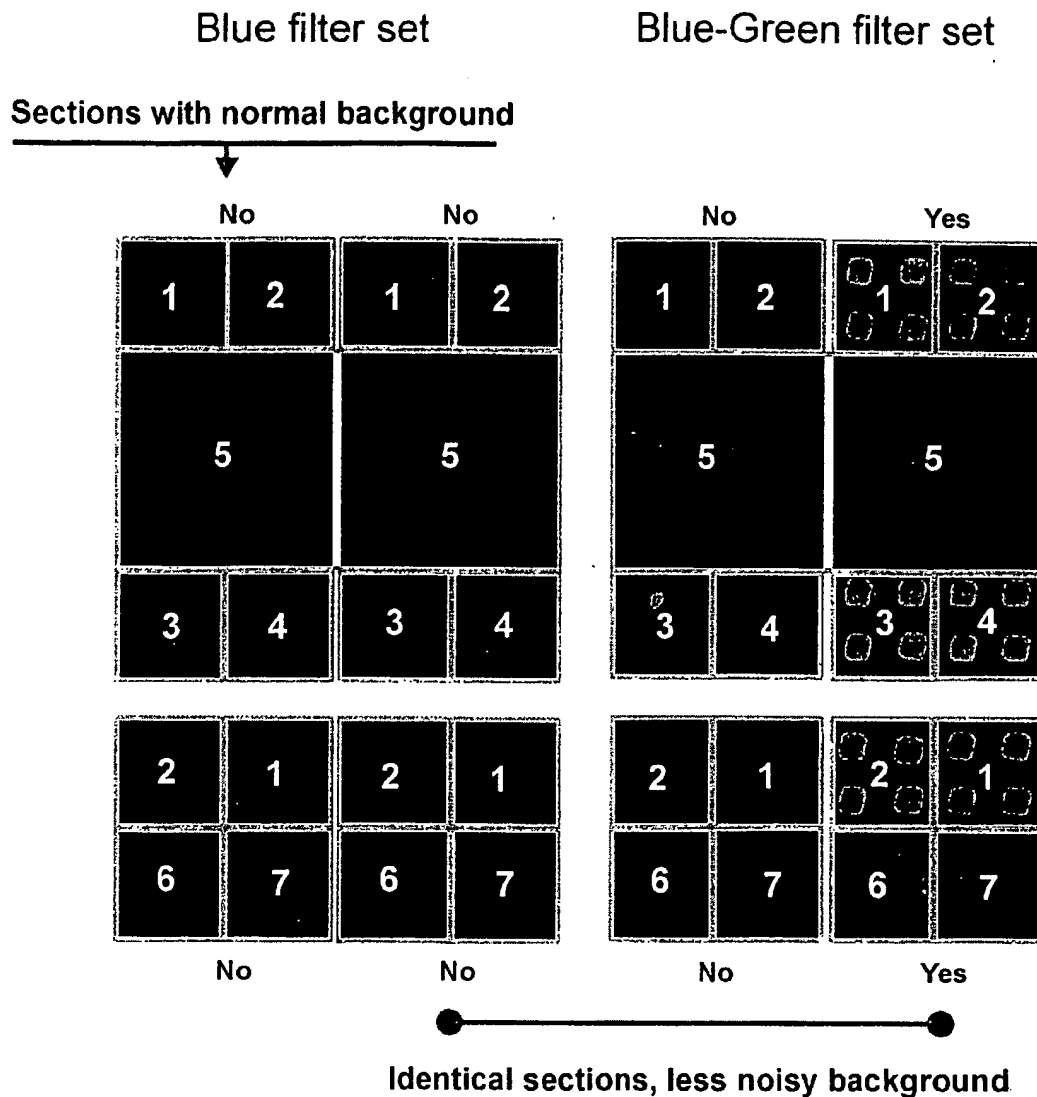 Blue filter set Blue-Green filter set
Sections with normal background
No No No Yes
1 2 1 2 1 2 1 2
5 5 5 5
3 4 3 4 3 4 3 4
2 1 2 1 2 1 2 1
6 7 6 7 6 7 6 7
No No No Yes
Identical sections, less noisy background